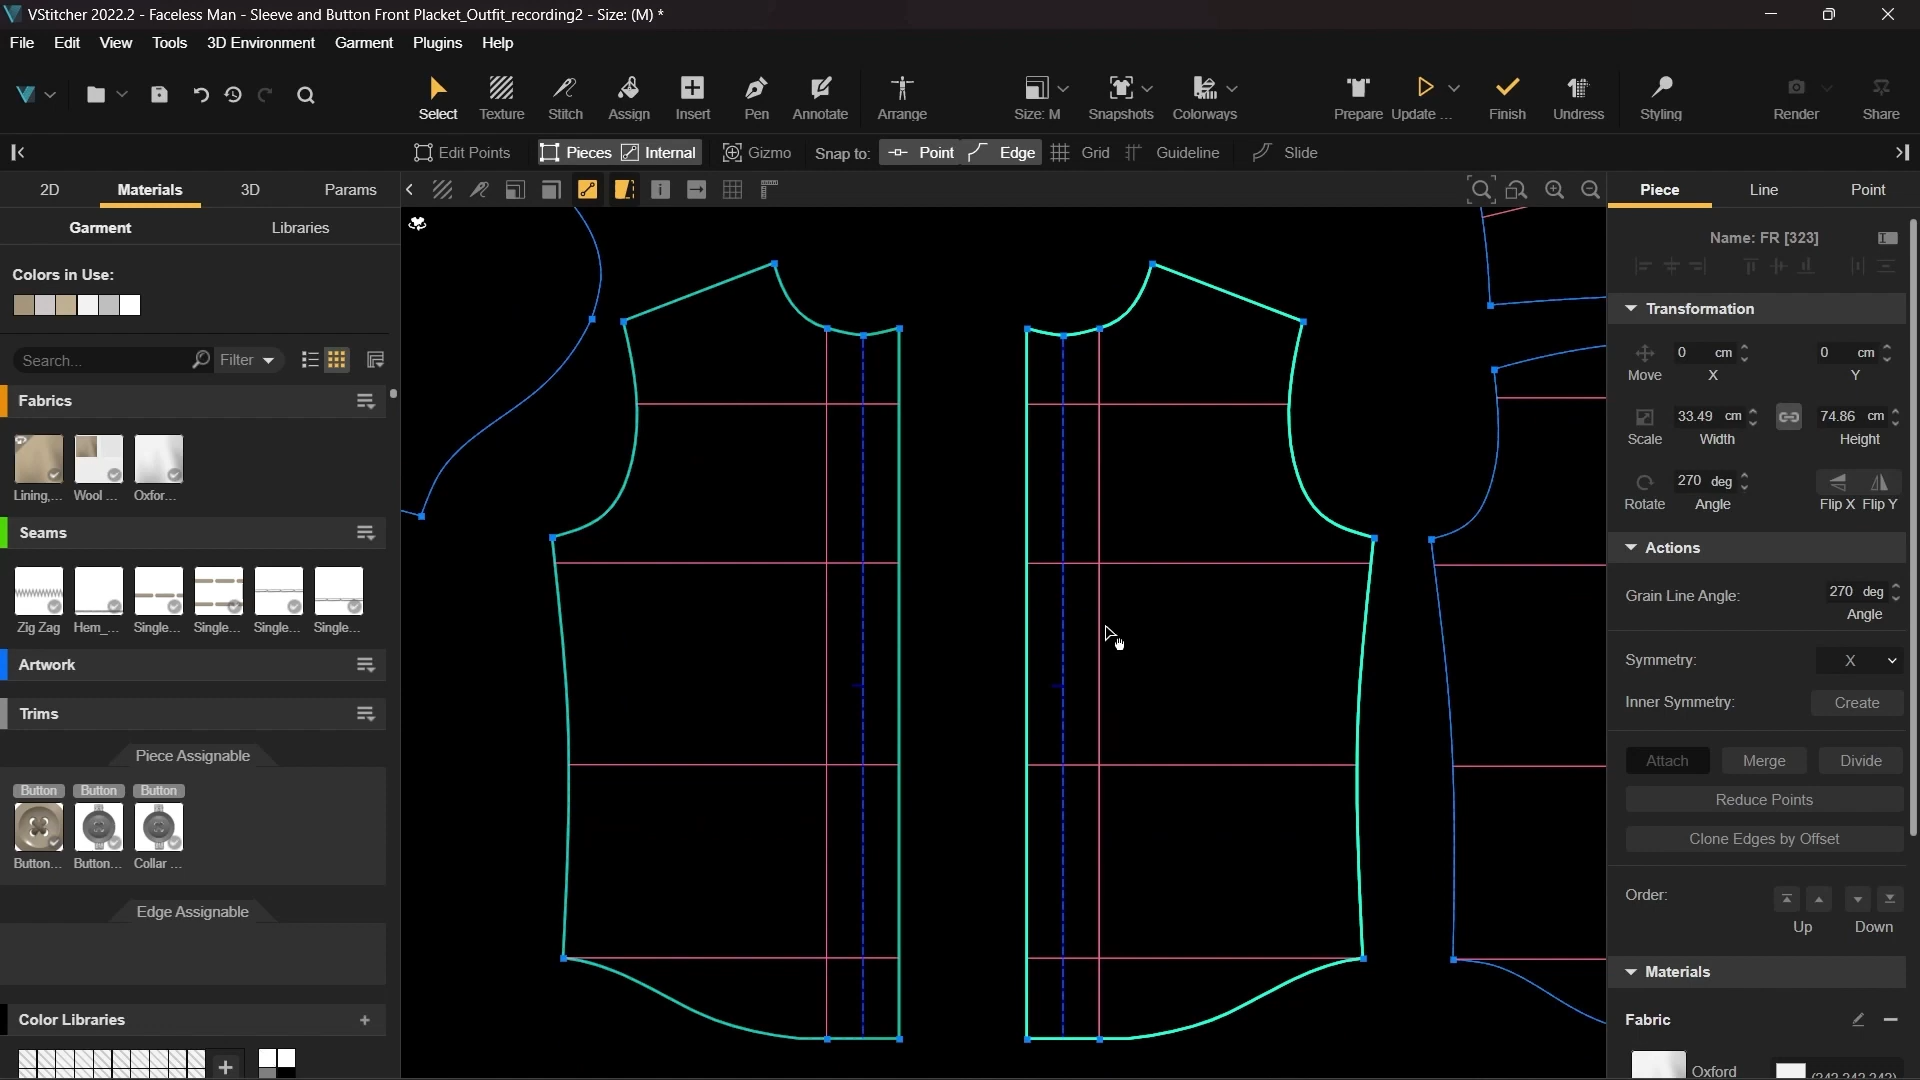 VStitcher 2022.2 - Faceless Man - Sleeve and Button Front Placket_Outfit_recording2 - Size: (M) *
File Edit View Tools 3D Environment Garment Plugins Help
Select Texture Stitch Assign Insert Pen Annotate Arrange Size: M Snapshots Colorways Prepare Update ... Finish Undress Styling Render Share
Edit Points Pieces Internal Gizmo Snap to: Point Edge Grid Guideline Slide
2D Materials 3D Params Piece Line Point
Garment Libraries
Name: FR [323]
Colors in Use:
Transformation
Search... Filter
0 cm 0 cm
Move X Y
Fabrics
33.49 cm 74.86 cm
Scale Width Height
Lining,... Wool ... Oxfor...
270 deg
Rotate Angle Flip X Flip Y
Seams
Actions
Grain Line Angle: 270 deg
Angle
Zig Zag Hem_... Single... Single... Single... Single...
Artwork
Symmetry: X
Inner Symmetry: Create
Trims
Piece Assignable
Attach Merge Divide
Button Button Button
Reduce Points
Clone Edges by Offset
Button... Button... Collar ...
Order:
Edge Assignable
Up Down
Materials
Color Libraries
Fabric
Oxford (242,242,242)